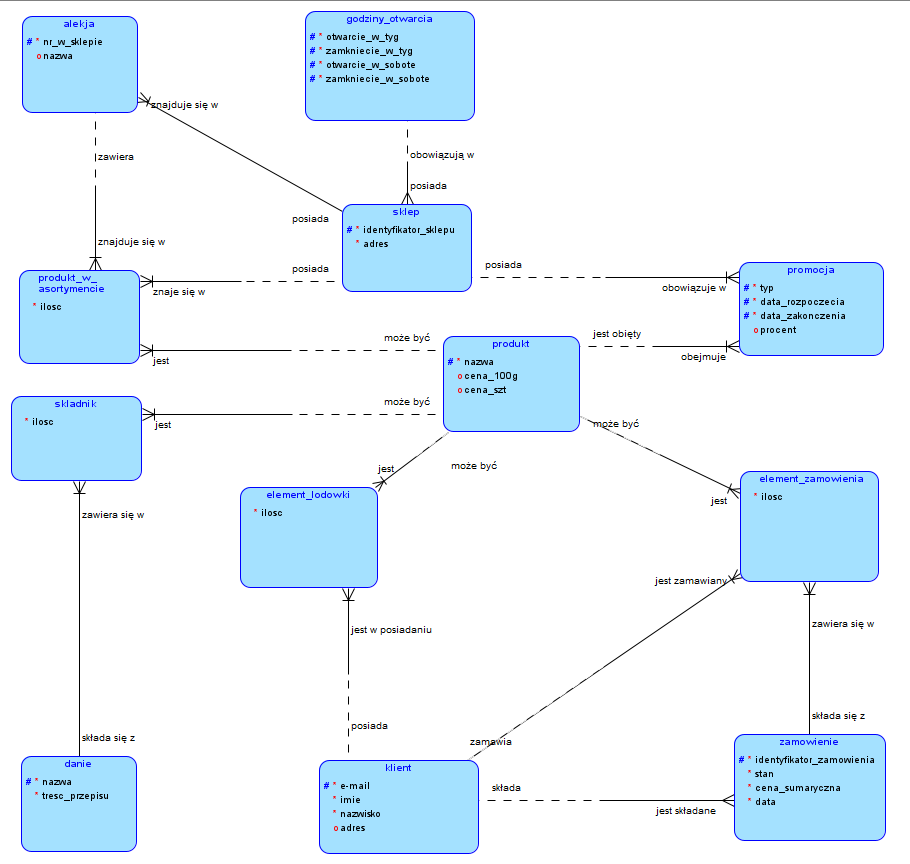 alekja
# * nr_w_sklepie
o nazwa
godziny_otwarcia
# * otwarcie_w_tyg
# * zamkniecie_w_tyg
# * otwarcie_w_sobote
# * zamkniecie_w_sobote
znajduje się w
zawiera
obowiązują w
posiada
sklep
# * identyfikator_sklepu
* adres
posiada
znajduje się w
posiada
posiada
produkt_w_
asortymencie
* ilosc
znaje się w
obowiązuje w
promocja
# * typ
# * data_rozpoczecia
# * data_zakonczenia
o procent
może być
jest
jest obięty
obejmuje
produkt
# * nazwa
o cena_100g
o cena_szt
może być
jest
skladnik
* ilosc
może być
może być
jest
jest
element_lodowki
* ilosc
element_zamowienia
* ilosc
zawiera się w
jest zamawiany
jest w posiadaniu
zawiera się w
składa się z
posiada
zamawia
składa się z
danie
# * nazwa
* tresc_przepisu
klient
# * e-mail
* imie
* nazwisko
o adres
składa
jest składane
zamowienie
# * identyfikator_zamowienia
* stan
* cena_sumaryczna
* data